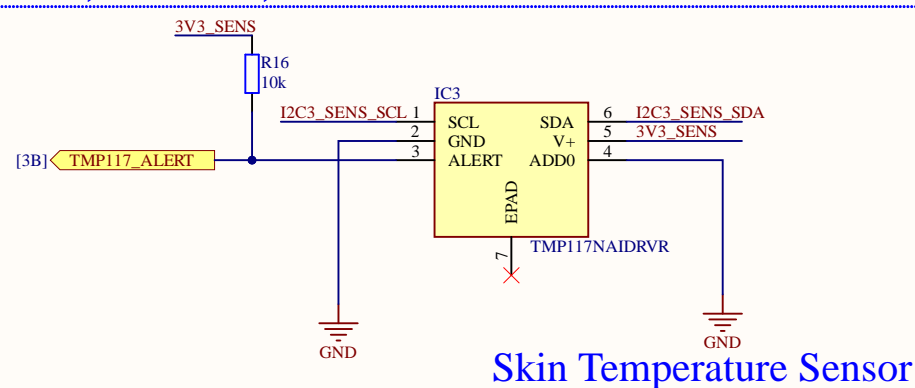 3V3_SENS
R16
10k
IC3
I2C3_SENS_SCL 1 SCL SDA 6 I2C3_SENS_SDA
2 GND V+ 5 3V3_SENS
[3B] TMP117_ALERT 3 ALERT ADD0 4
EPAD
7
TMP117NAIDRVR
GND
GND
Skin Temperature Sensor